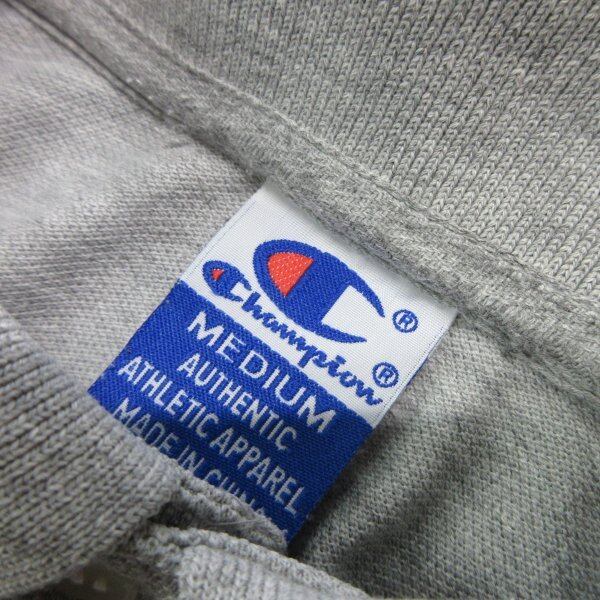 Champion®
®
MEDIUM
AUTHENTIC
ATHLETIC APPAREL
MADE IN CHINA